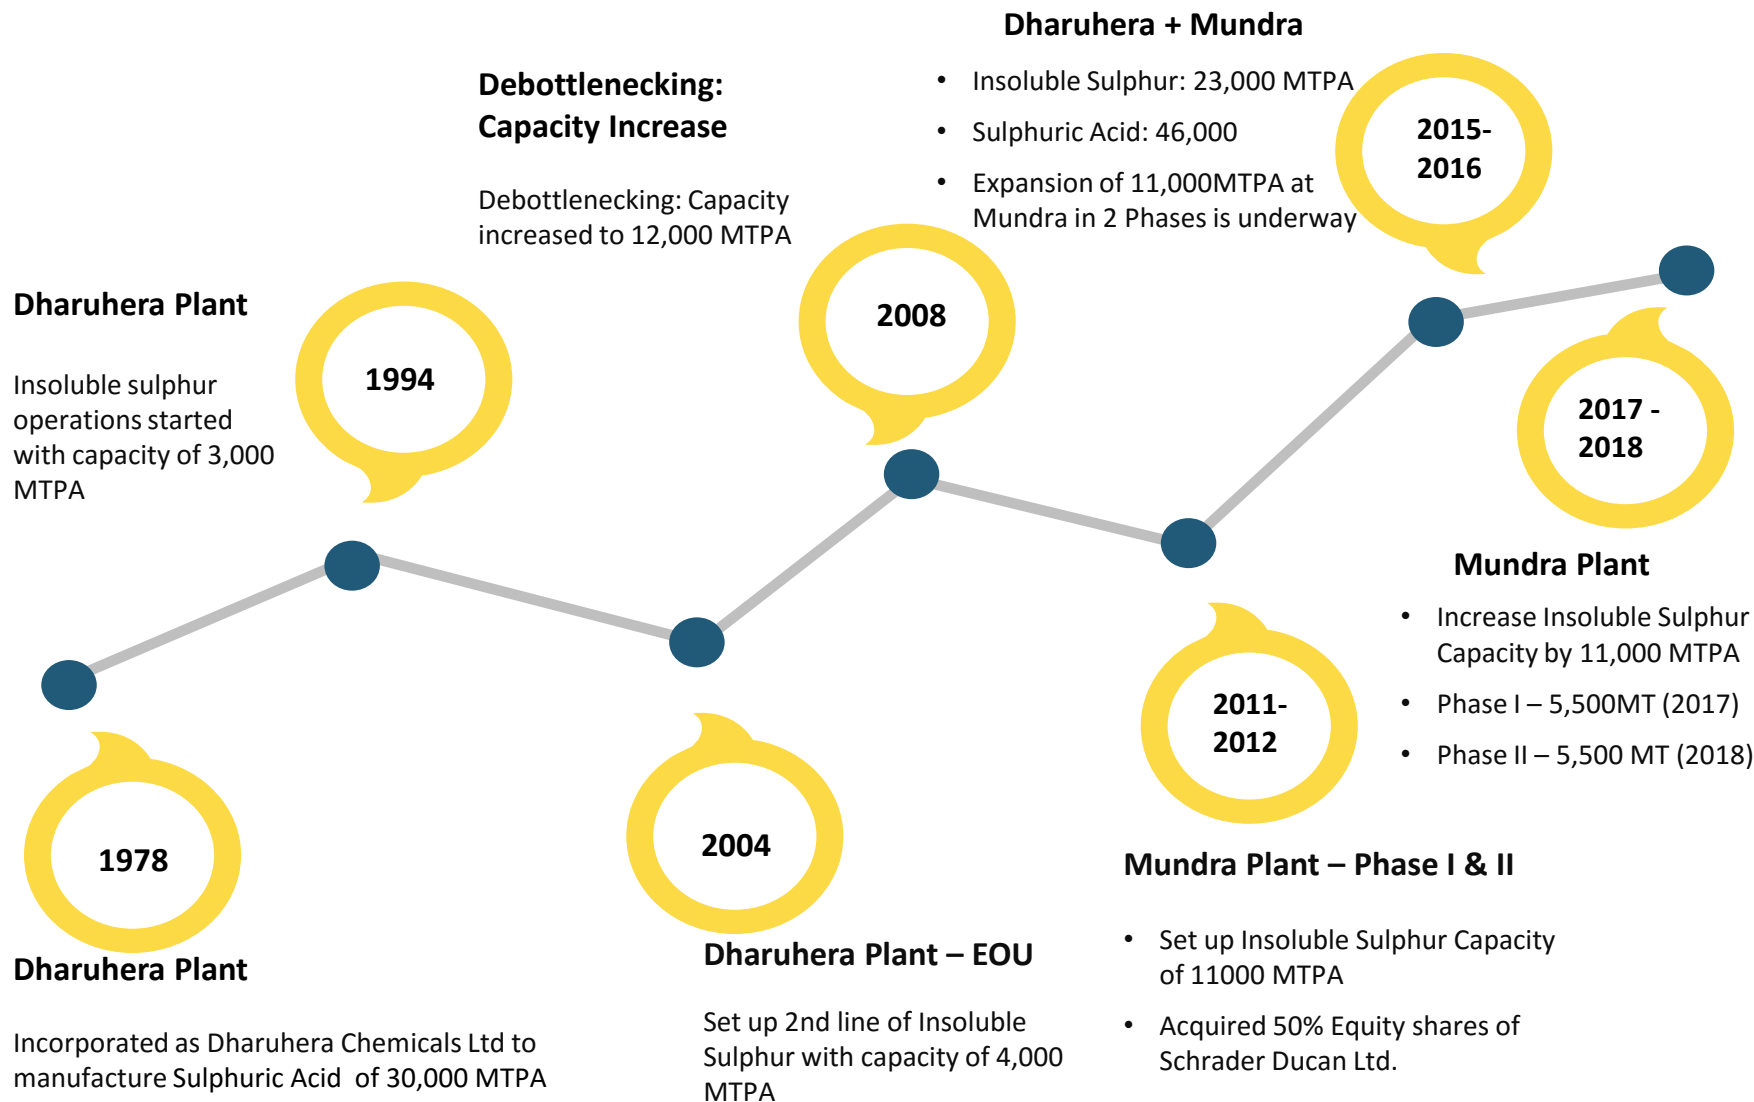 Dharuhera + Mundra
• Insoluble Sulphur: 23,000 MTPA
• Sulphuric Acid: 46,000
• Expansion of 11,000MTPA at
Mundra in 2 Phases is underway
2015-
2016
Debottlenecking:
Capacity Increase
Debottlenecking: Capacity
increased to 12,000 MTPA
2008
Dharuhera Plant
Insoluble sulphur
operations started
with capacity of 3,000
MTPA
1994
2017 -
2018
Mundra Plant
• Increase Insoluble Sulphur
Capacity by 11,000 MTPA
• Phase I – 5,500MT (2017)
• Phase II – 5,500 MT (2018)
1978
Dharuhera Plant
Incorporated as Dharuhera Chemicals Ltd to
manufacture Sulphuric Acid of 30,000 MTPA
2004
Dharuhera Plant – EOU
Set up 2nd line of Insoluble
Sulphur with capacity of 4,000
MTPA
2011-
2012
Mundra Plant – Phase I & II
• Set up Insoluble Sulphur Capacity
of 11000 MTPA
• Acquired 50% Equity shares of
Schrader Ducan Ltd.